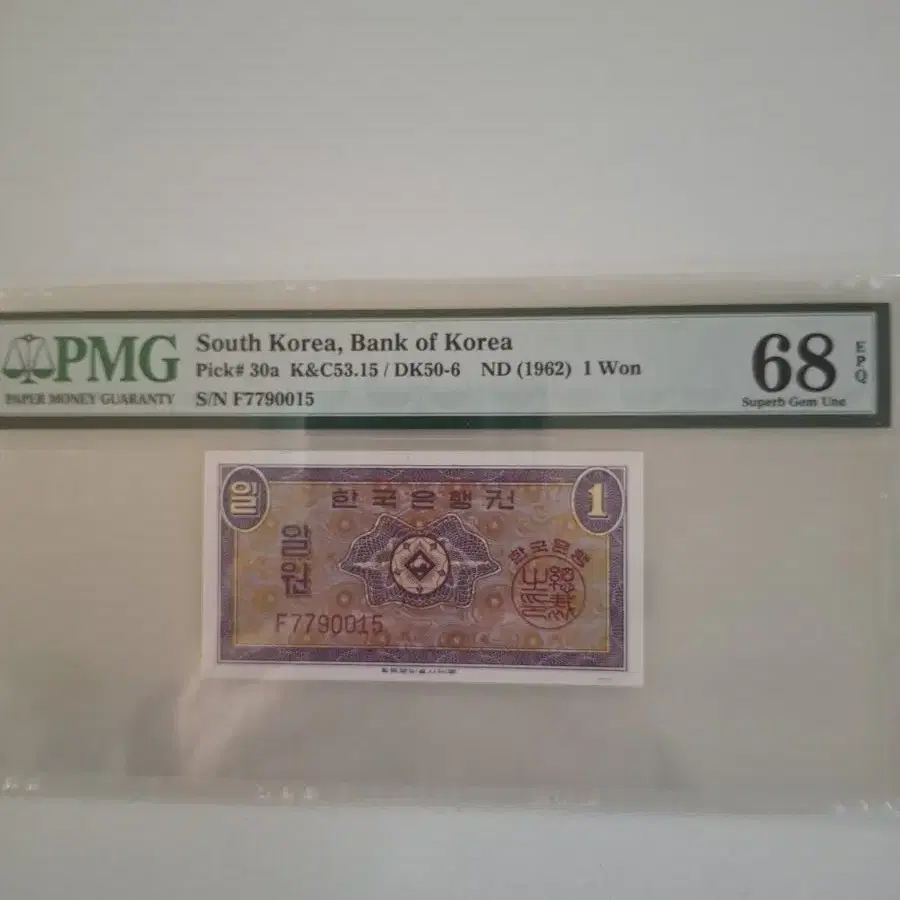 PMG
PAPER MONEY GUARANTY
South Korea, Bank of Korea
Pick# 30a K&C53.15 / DK50-6 ND (1962) 1 Won
S/N F7790015
68
EPQ
Superb Gem Unc
일
한국은행권
1
일원
한국은행
F7790015